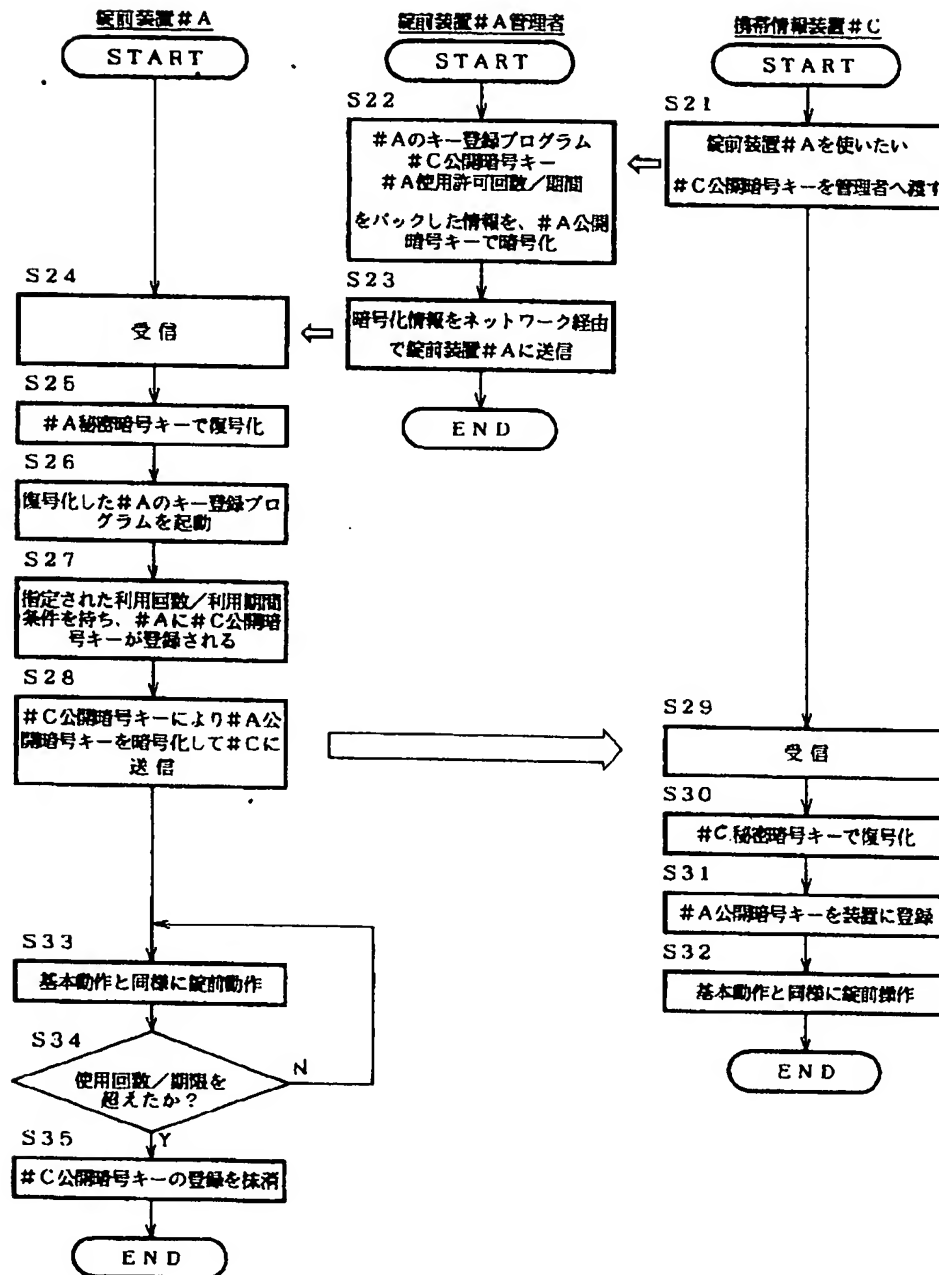 錠前装置#A
START
錠前装置#A管理者
START
携帯情報装置#C
START
S21
錠前装置#Aを使いたい
#C公開暗号キーを管理者へ渡す
S22
#Aのキー登録プログラム
#C公開暗号キー
#A使用許可回数/期間
をパックした情報を、#A公開
暗号キーで暗号化
S23
暗号化情報をネットワーク経由
で錠前装置#Aに送信
END
S24
受信
S25
#A秘密暗号キーで復号化
S26
復号化した#Aのキー登録プロ
グラムを起動
S27
指定された利用回数/利用期間
条件を持ち、#Aに#C公開暗
号キーが登録される
S28
#C公開暗号キーにより#A公
開暗号キーを暗号化して#Cに
送信
S29
受信
S30
#C秘密暗号キーで復号化
S31
#A公開暗号キーを装置に登録
S32
基本動作と同様に錠前操作
END
S33
基本動作と同様に錠前動作
S34
使用回数/期限を
超えたか?
N
Y
S35
#C公開暗号キーの登録を抹消
END